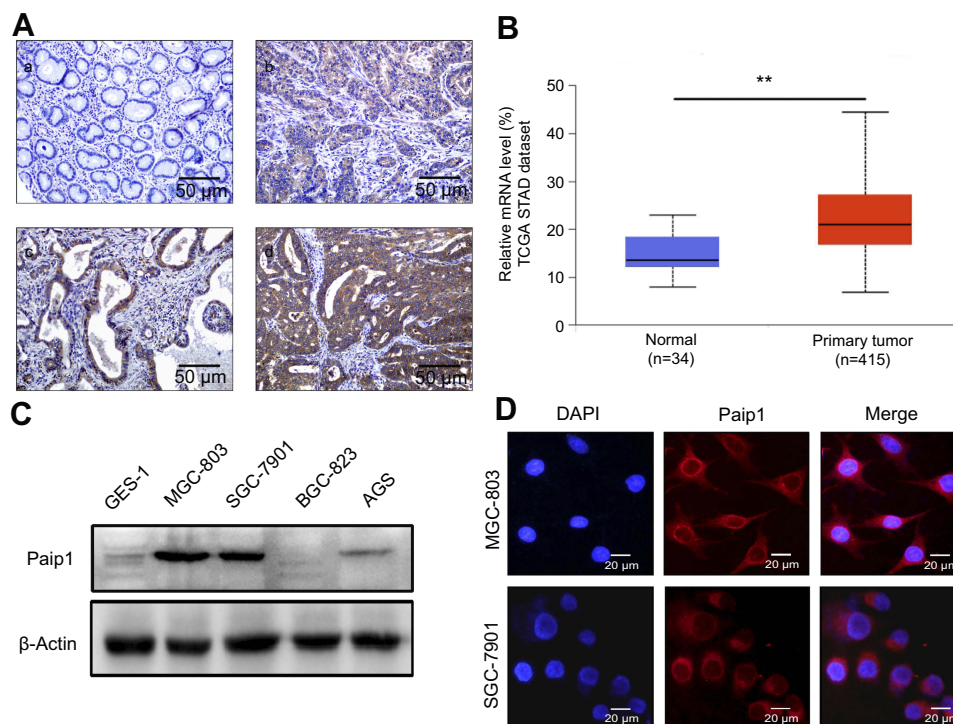 A
a
50 µm
b
50 µm
c
50 µm
d
50 µm
B
Relative mRNA level (%)
TCGA STAD dataset
50
40
30
20
10
0
**
Normal
(n=34)
Primary tumor
(n=415)
C
GES-1
MGC-803
SGC-7901
BGC-823
AGS
Paip1
β-Actin
D
DAPI
Paip1
Merge
MGC-803
20 µm
20 µm
20 µm
SGC-7901
20 µm
20 µm
20 µm